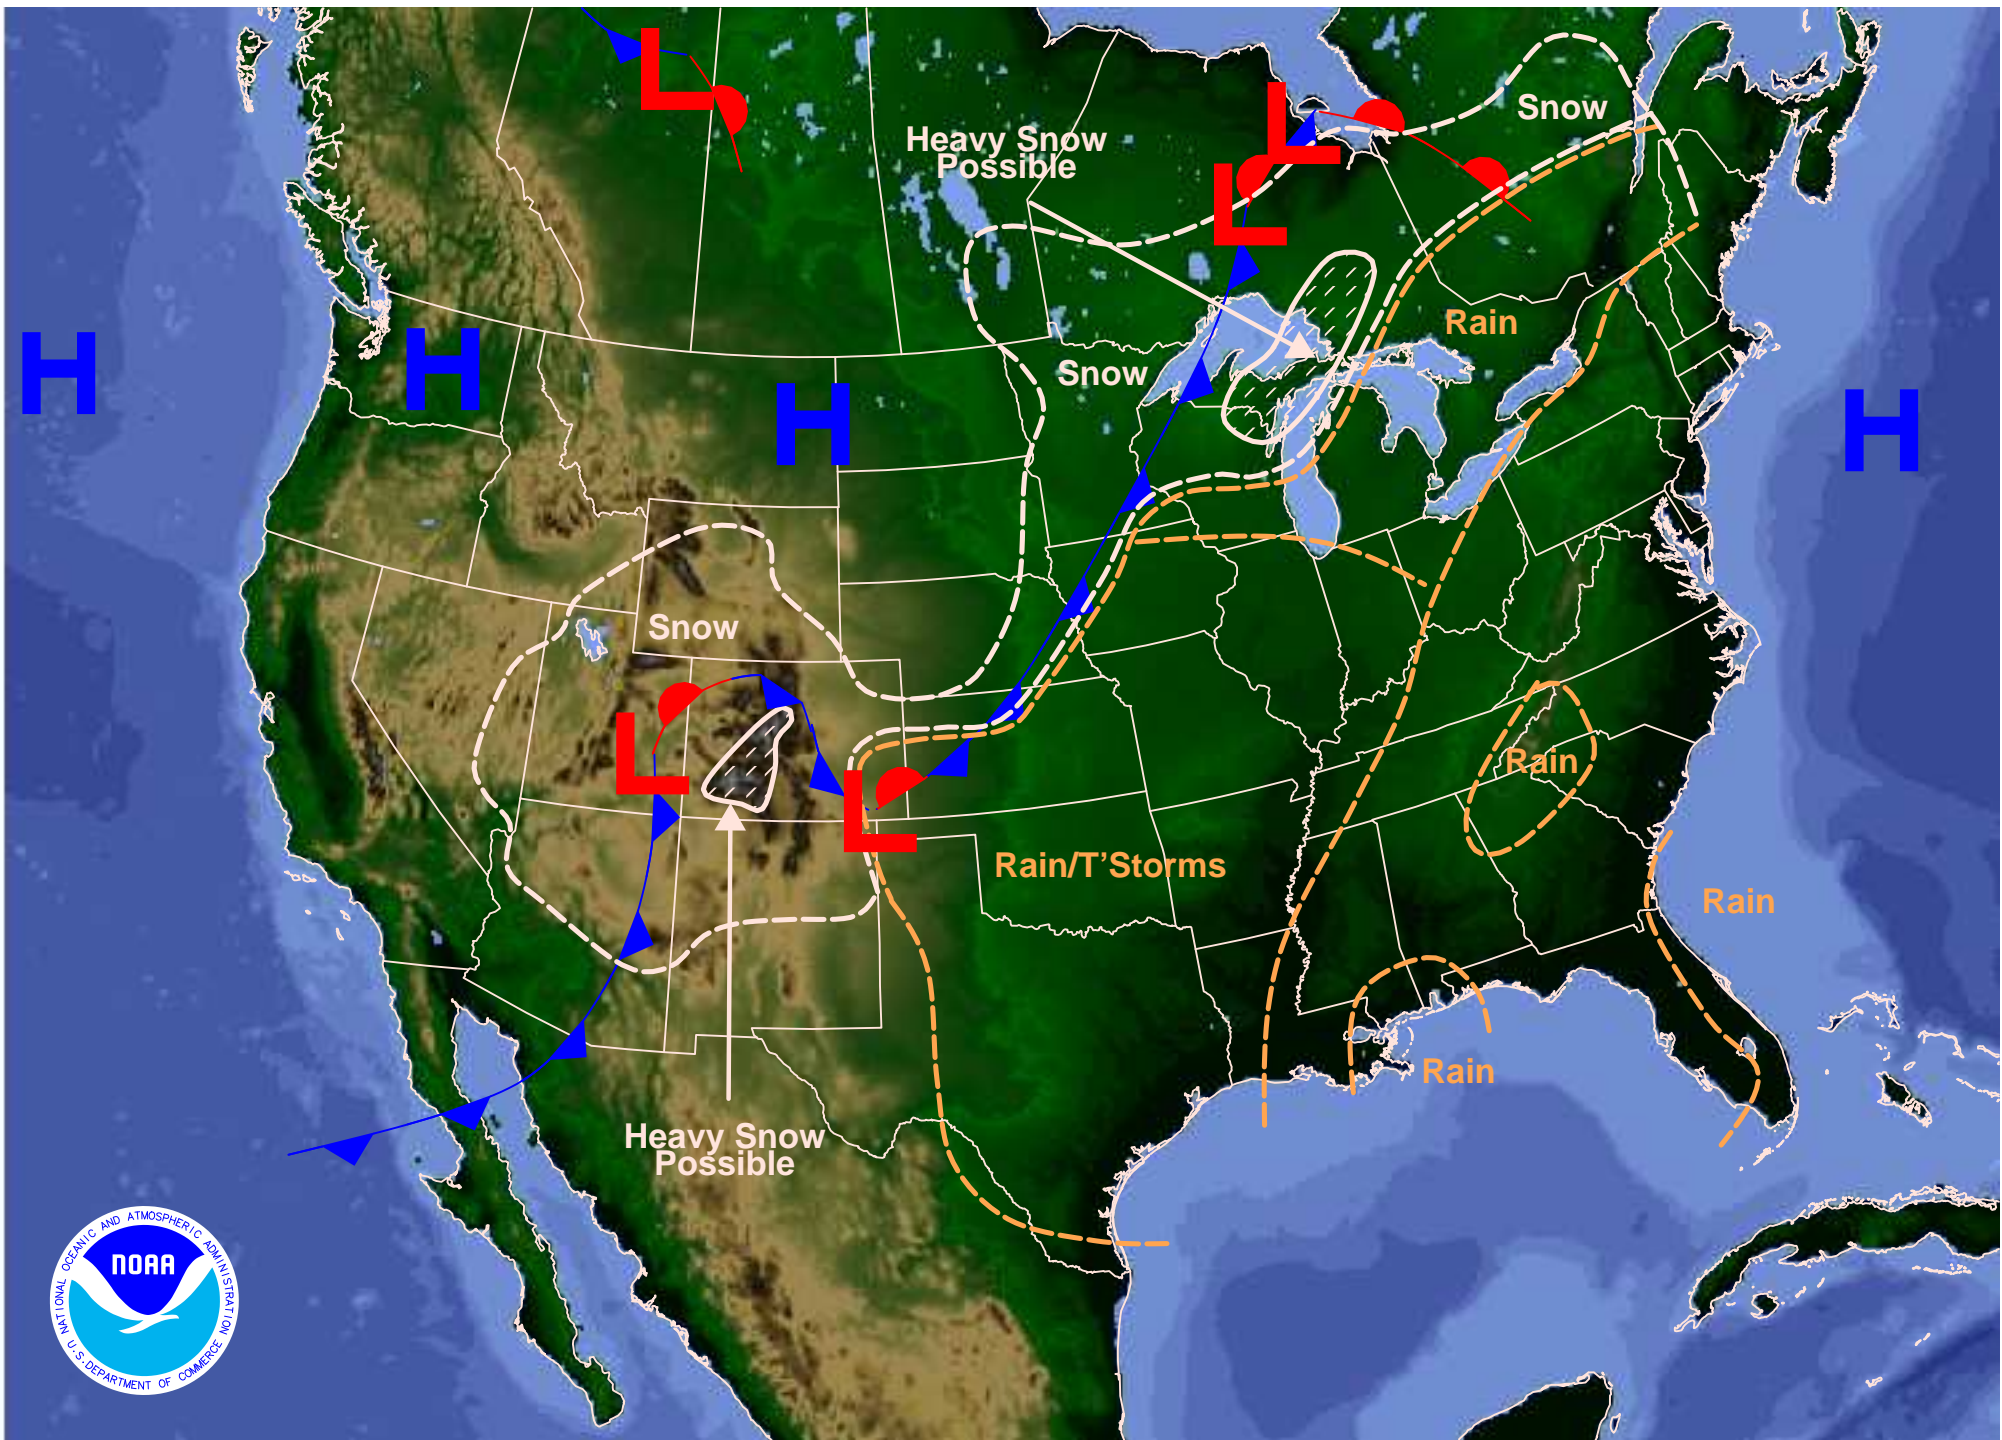 Snow
Heavy Snow
Possible
L
L
L
H
H
H
H
Rain
Snow
Snow
L
L
Rain
Rain/T'Storms
Rain
Rain
Heavy Snow
Possible
NATIONAL OCEANIC AND ATMOSPHERIC ADMINISTRATION
NOAA
U.S. DEPARTMENT OF COMMERCE